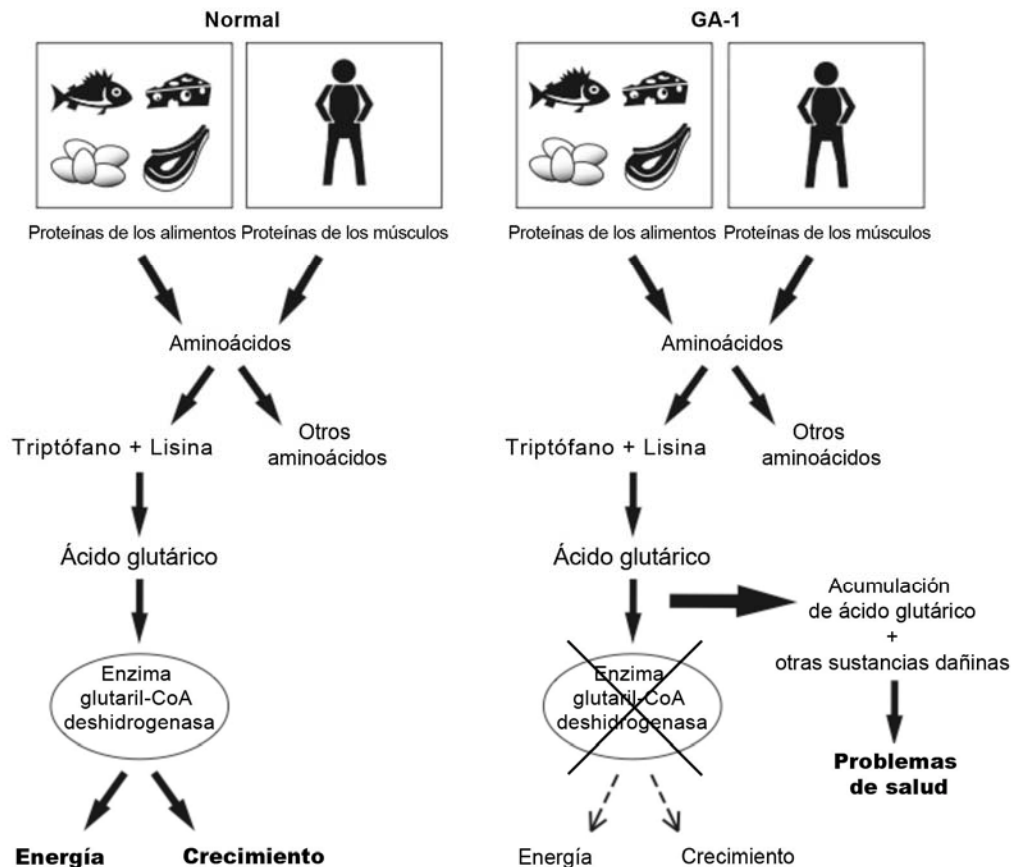 Normal
Proteínas de los alimentos
Proteínas de los músculos
Aminoácidos
Triptófano + Lisina
Otros
aminoácidos
Ácido glutárico
Enzima
glutaril-CoA
deshidrogenasa
Energía
Crecimiento
GA-1
Proteínas de los alimentos
Proteínas de los músculos
Aminoácidos
Triptófano + Lisina
Otros
aminoácidos
Ácido glutárico
Acumulación
de ácido glutárico
+
otras sustancias dañinas
Enzima
glutaril-CoA
deshidrogenasa
Problemas
de salud
Energía
Crecimiento